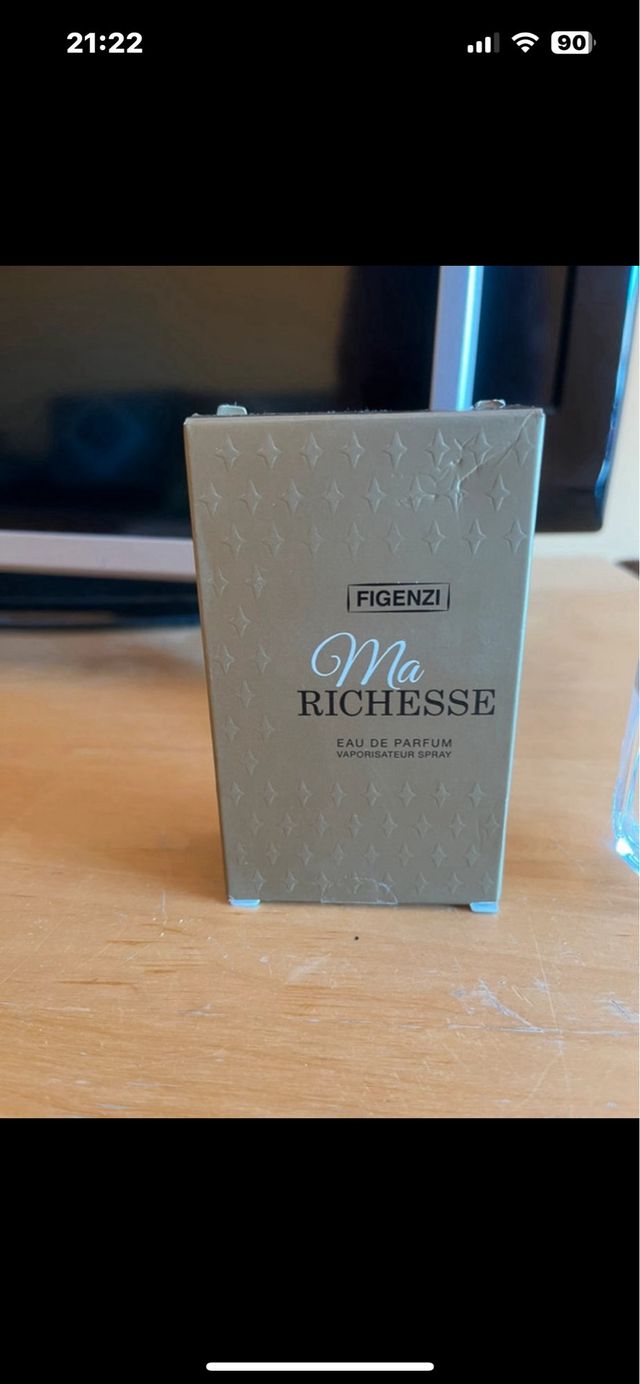 21:22
90
FIGENZI
Ma
RICHESSE
EAU DE PARFUM
VAPORISATEUR SPRAY